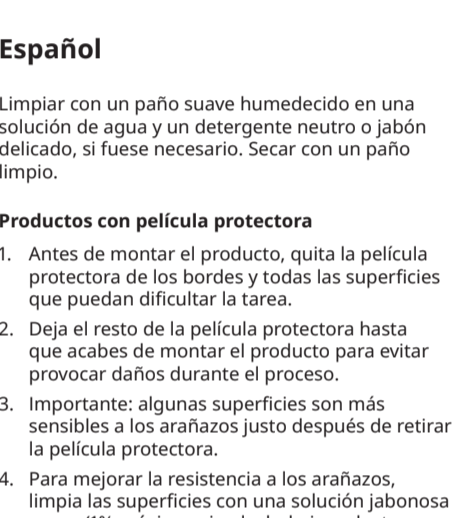 Español
Limpiar con un paño suave humedecido en una
solución de agua y un detergente neutro o jabón
delicado, si fuese necesario. Secar con un paño
limpio.
Productos con película protectora
1. Antes de montar el producto, quita la película
protectora de los bordes y todas las superficies
que puedan dificultar la tarea.
2. Deja el resto de la película protectora hasta
que acabes de montar el producto para evitar
provocar daños durante el proceso.
3. Importante: algunas superficies son más
sensibles a los arañazos justo después de retirar
la película protectora.
4. Para mejorar la resistencia a los arañazos,
limpia las superficies con una solución jabonosa